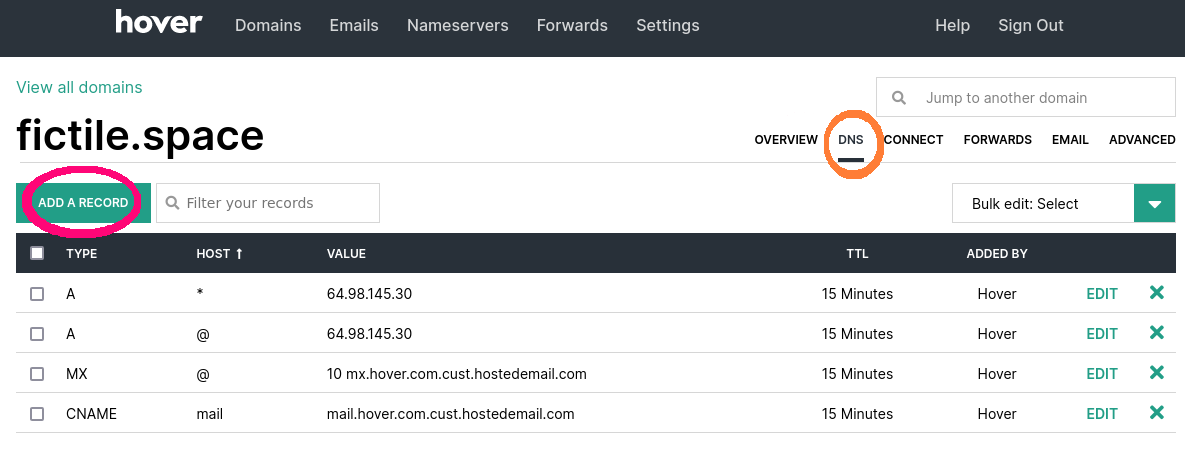 hover Domains Emails Nameservers Forwards Settings Help Sign Out
View all domains
Jump to another domain
fictile.space
OVERVIEW DNS CONNECT FORWARDS EMAIL ADVANCED
ADD A RECORD Filter your records Bulk edit: Select
TYPE HOST ↑ VALUE TTL ADDED BY
A * 64.98.145.30 15 Minutes Hover EDIT
A @ 64.98.145.30 15 Minutes Hover EDIT
MX @ 10 mx.hover.com.cust.hostedemail.com 15 Minutes Hover EDIT
CNAME mail mail.hover.com.cust.hostedemail.com 15 Minutes Hover EDIT